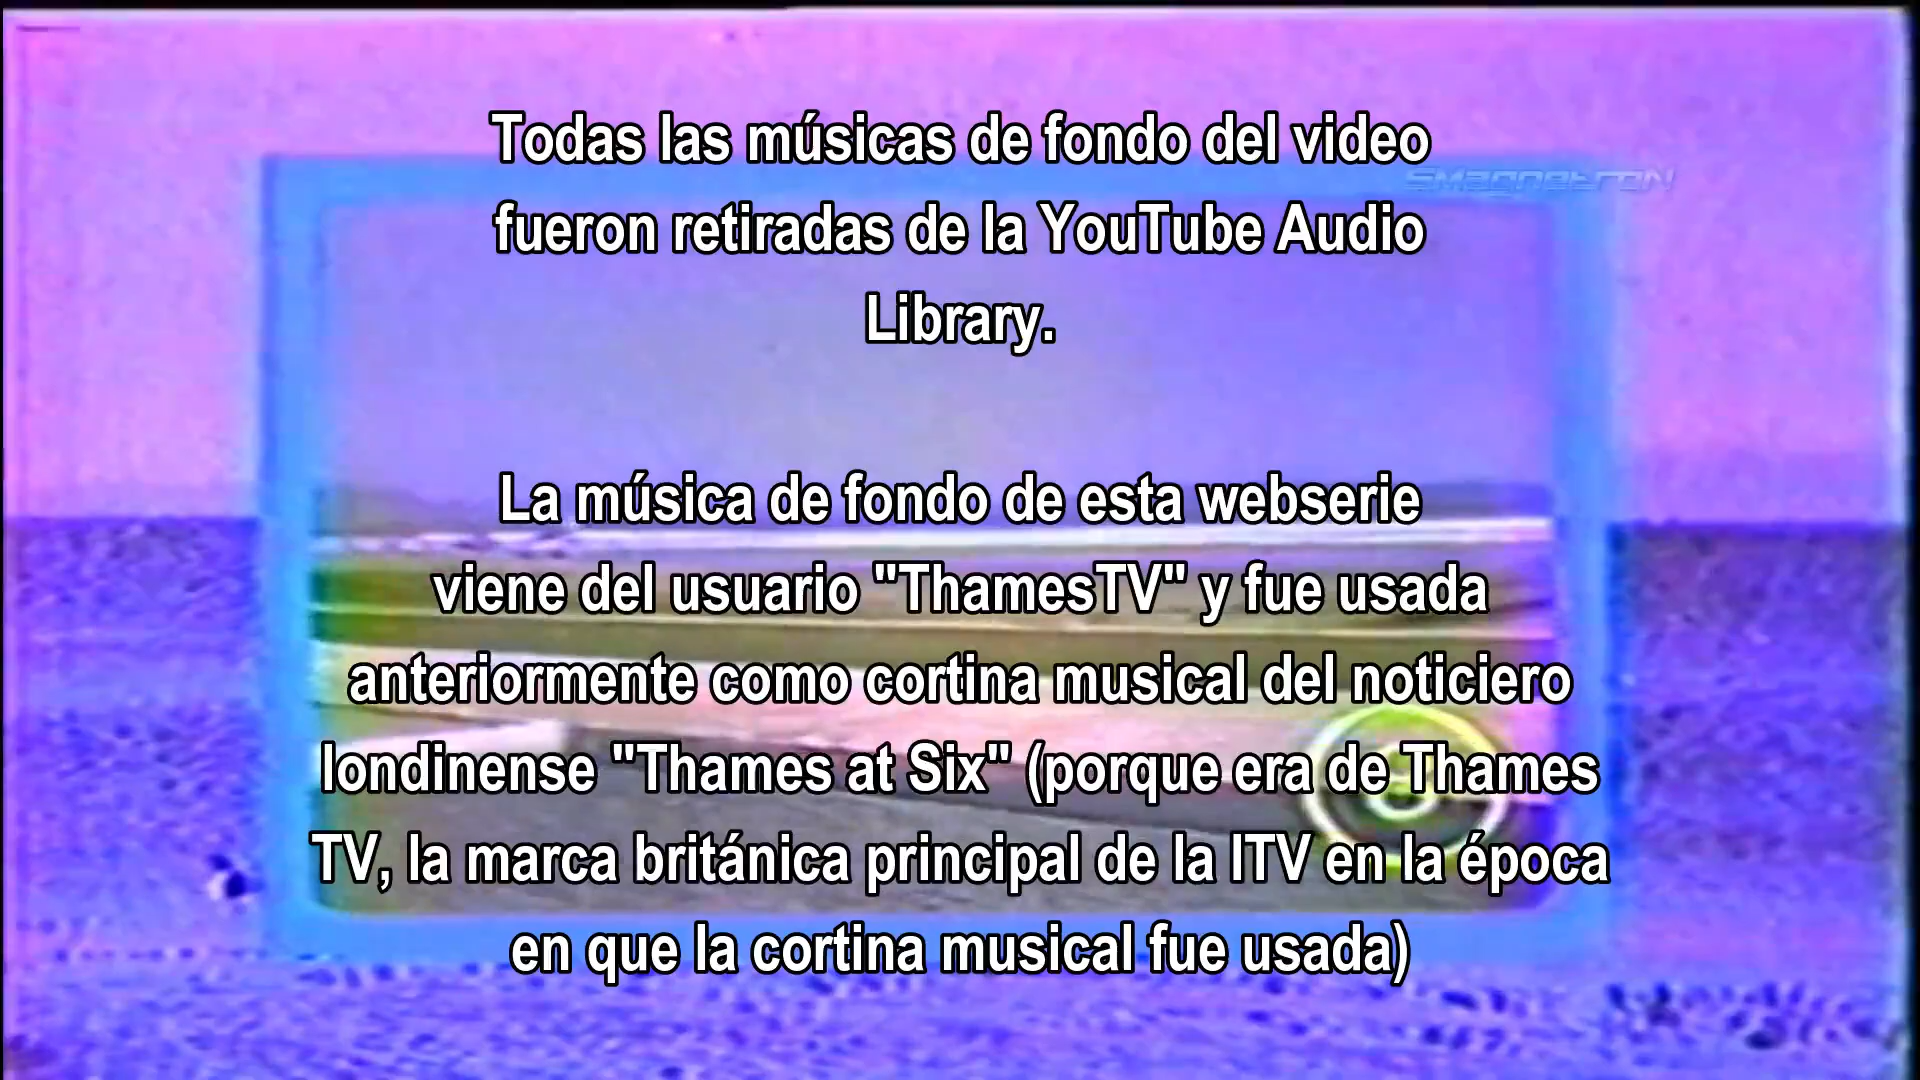 Smagnetron
Todas las músicas de fondo del video
fueron retiradas de la YouTube Audio
Library.
La música de fondo de esta webserie
viene del usuario "ThamesTV" y fue usada
anteriormente como cortina musical del noticiero
londinense "Thames at Six" (porque era de Thames
TV, la marca británica principal de la ITV en la época
en que la cortina musical fue usada)